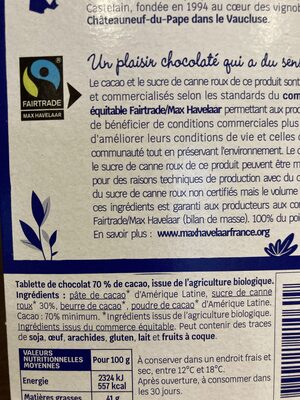 Castelain, fondée en 1994 au cœur des vignob
Châteauneuf-du-Pape dans le Vaucluse.
Un plaisir chocolaté qui a du sens
FAIRTRADE
MAX HAVELAAR
Le cacao et le sucre de canne roux de ce produit sont
et commercialisés selon les standards du com
équitable Fairtrade/Max Havelaar permettant aux pro
de bénéficier de conditions commerciales plus
d'améliorer leurs conditions de vie et celles
communauté tout en préservant l'environnement. Le c
le sucre de canne roux de ce produit peuvent être m
pour des raisons techniques de production avec du c
du sucre de canne roux non certifiés mais le volume
ces ingrédients est garanti aux producteurs aux con
Fairtrade/Max Havelaar (bilan de masse). 100% du po
En savoir plus : www.maxhavelaarfrance.org
Tablette de chocolat 70 % de cacao, issue de l'agriculture biologique.
Ingrédients : pâte de cacao* d'Amérique Latine, sucre de canne
roux* 30%, beurre de cacao*, poudre de cacao* d'Amérique Latine.
Cacao : 70% minimum. *Ingrédients issus de l'agriculture biologique.
Ingrédients issus du commerce équitable. Peut contenir des traces
de soja, œuf, arachides, gluten, lait et fruits à coque.
VALEURS
NUTRITIONNELLES
MOYENNES
Pour 100 g
Energie
2324 kJ
557 kcal
Matières grasses
41 g
À conserver dans un endroit frais et
sec, entre 12°C et 18°C.
Après ouverture, à consommer dans
les 30 jours.